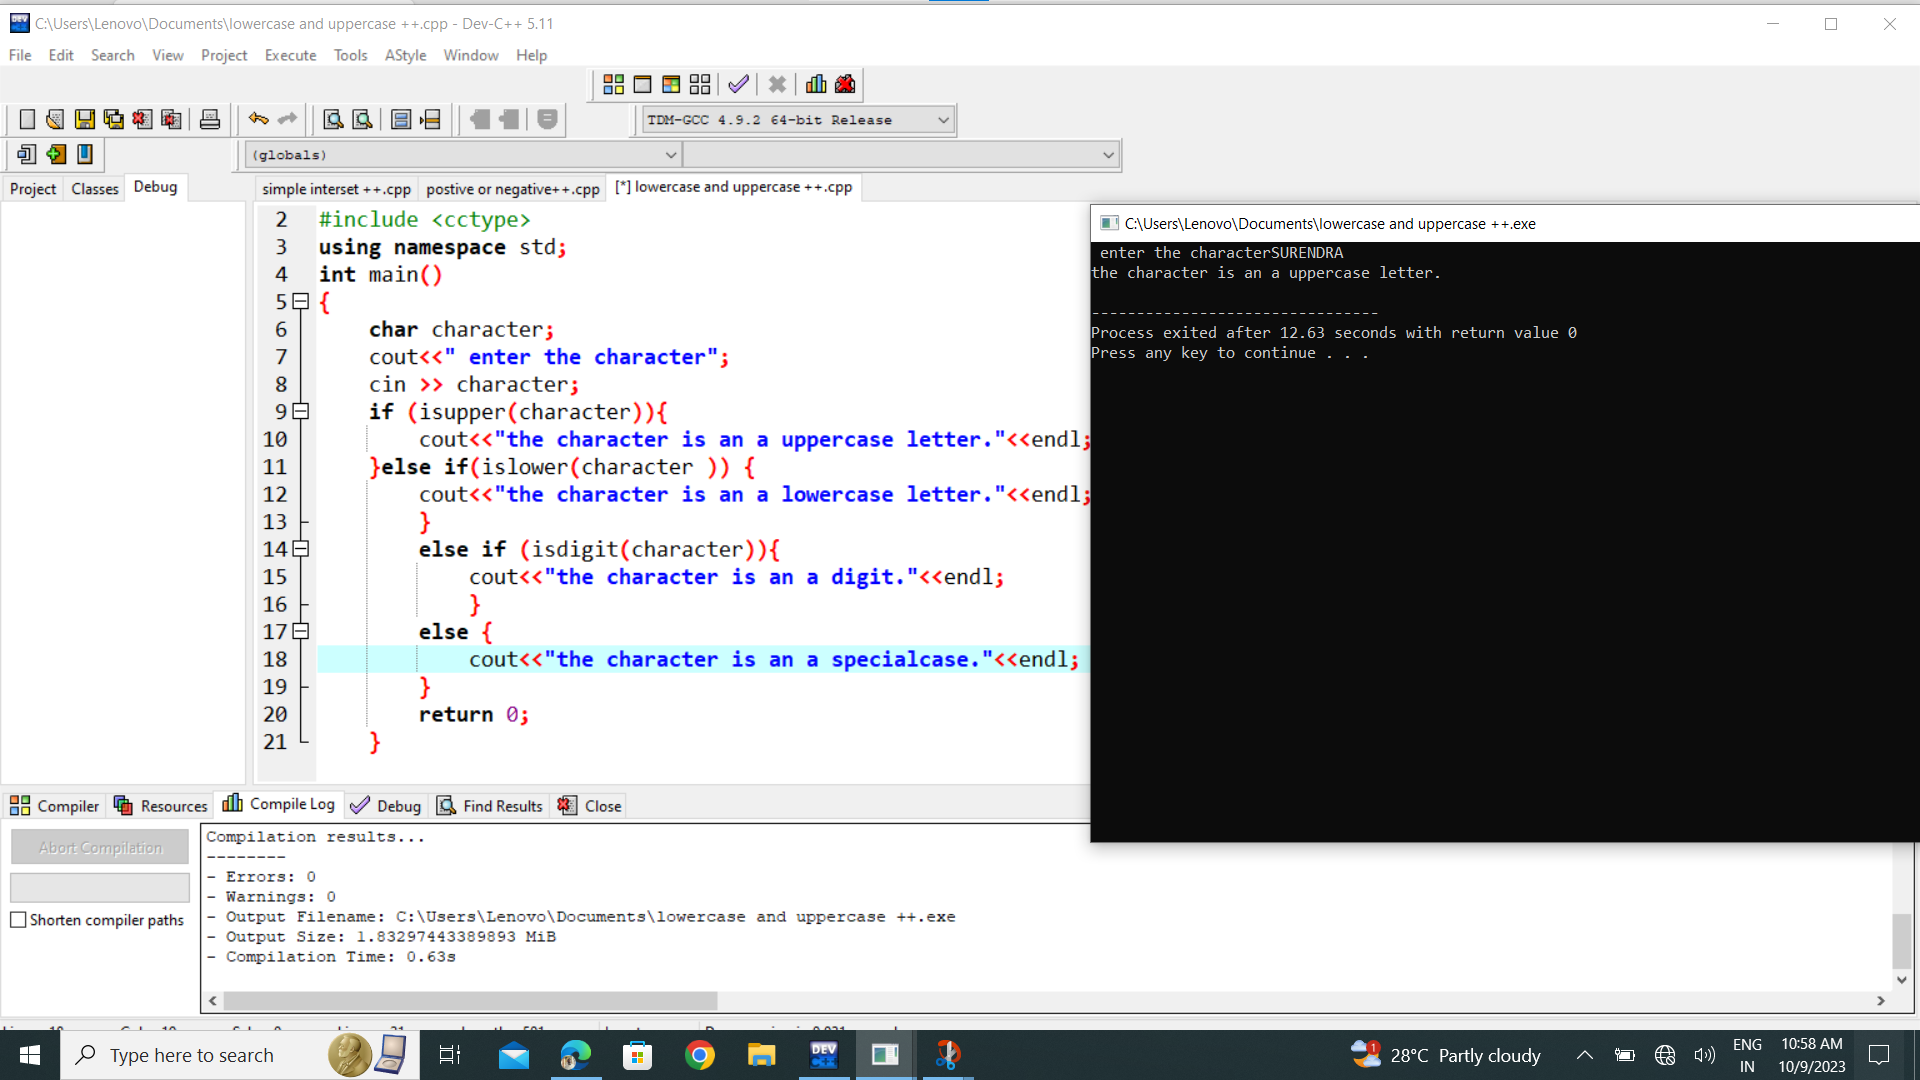 C:\Users\Lenovo\Documents\lowercase and uppercase ++.cpp - Dev-C++ 5.11
File Edit Search View Project Execute Tools AStyle Window Help
TDM-GCC 4.9.2 64-bit Release
(globals)
Project Classes Debug
simple interset ++.cpp postive or negative++.cpp [*] lowercase and uppercase ++.cpp
2 #include <cctype>
3 using namespace std;
4 int main()
5 {
6 char character;
7 cout<<" enter the character";
8 cin >> character;
9 if (isupper(character)){
10 cout<<"the character is an a uppercase letter."<<endl;
11 }else if(islower(character )) {
12 cout<<"the character is an a lowercase letter."<<endl;
13 }
14 else if (isdigit(character)){
15 cout<<"the character is an a digit."<<endl;
16 }
17 else {
18 cout<<"the character is an a specialcase."<<endl;
19 }
20 return 0;
21 }
C:\Users\Lenovo\Documents\lowercase and uppercase ++.exe
enter the characterSURENDRA
the character is an a uppercase letter.
--------------------------------
Process exited after 12.63 seconds with return value 0
Press any key to continue . . .
Compiler Resources Compile Log Debug Find Results Close
Abort Compilation
Shorten compiler paths
Compilation results...
--------
- Errors: 0
- Warnings: 0
- Output Filename: C:\Users\Lenovo\Documents\lowercase and uppercase ++.exe
- Output Size: 1.83297443389893 MiB
- Compilation Time: 0.63s
Type here to search
DEV
1
28°C Partly cloudy
ENG
IN
10:58 AM
10/9/2023